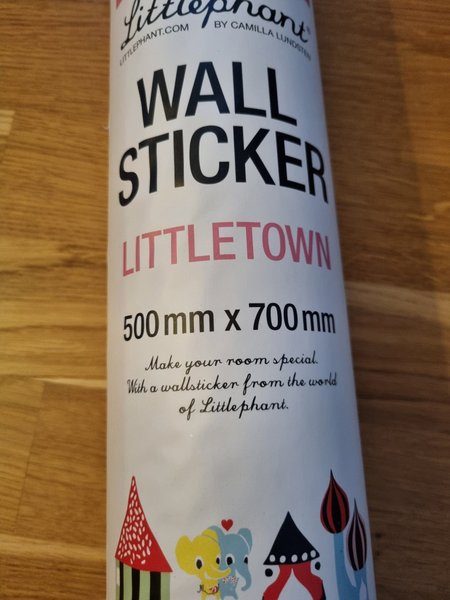 Littlephant®
LITTLEPHANT.COM BY CAMILLA LUNDSTEN
WALL
STICKER
LITTLETOWN
500 mm x 700 mm
Make your room special.
With a wallsticker from the world
of Littlephant.